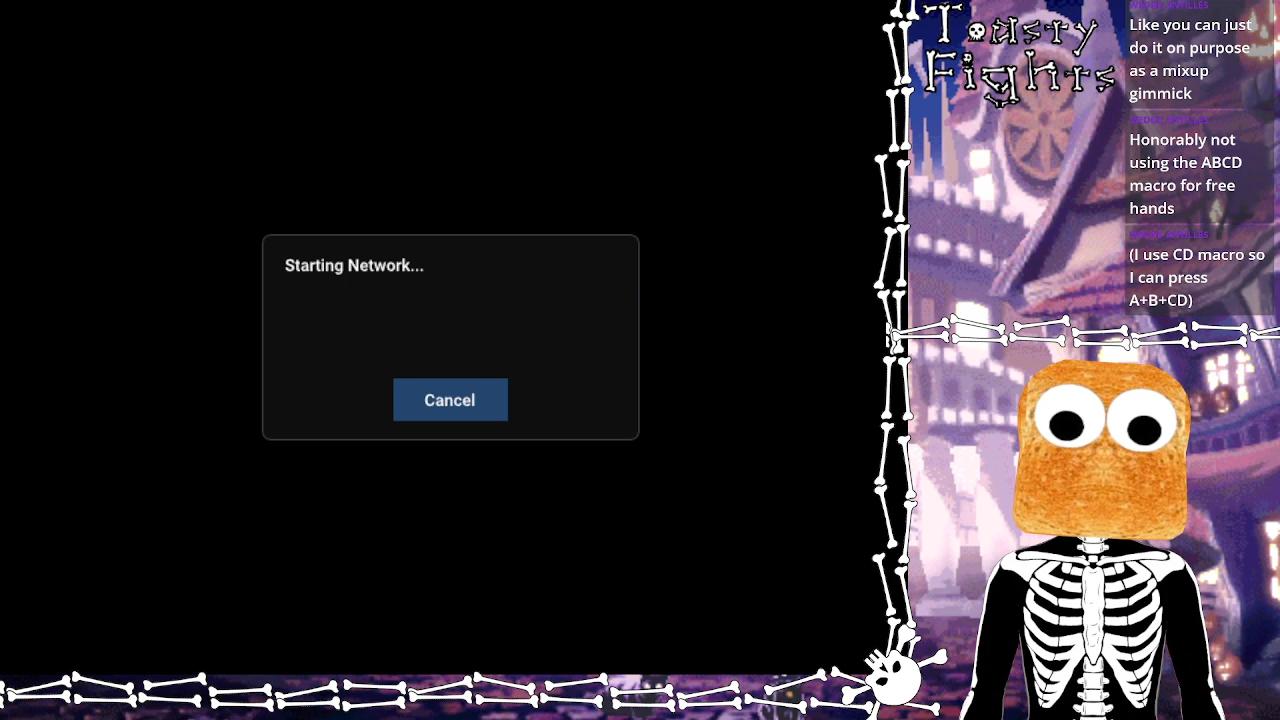 Starting Network...
Cancel
Toasty
Fights
Like you can just
do it on purpose
as a mixup
gimmick
Honorably not
using the ABCD
macro for free
hands
(I use CD macro so
I can press
A+B+CD)